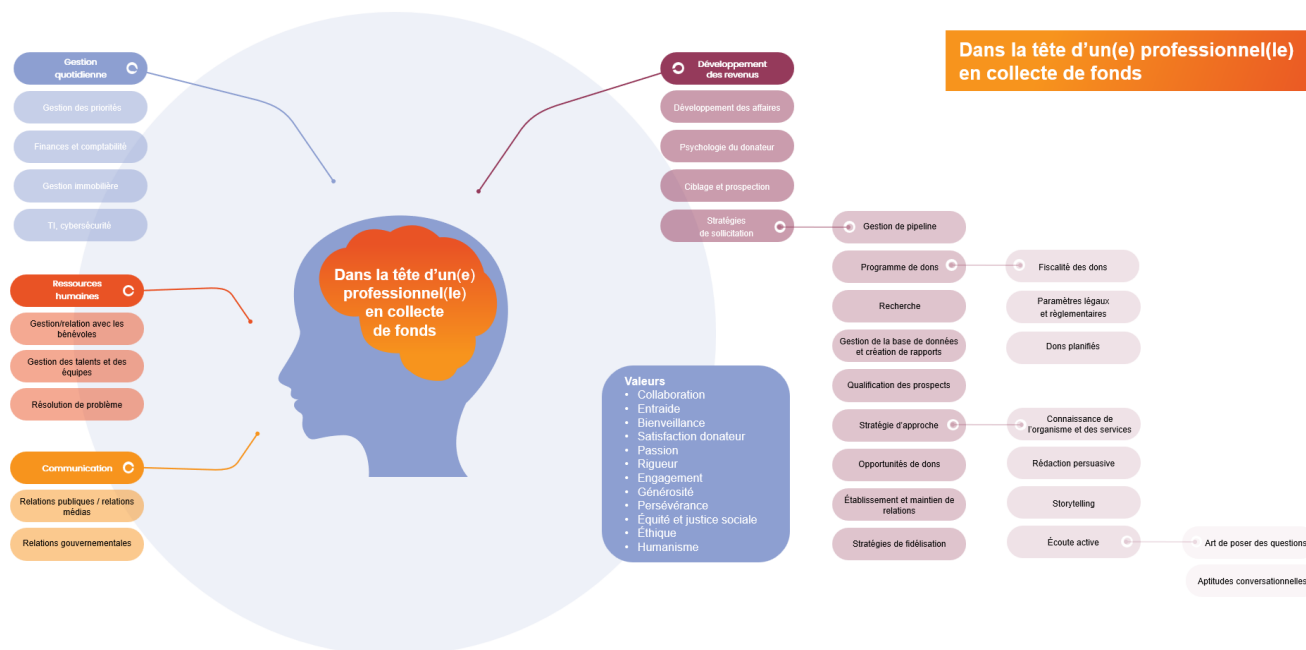 Dans la tête d'un(e) professionnel(le)
en collecte de fonds
Gestion
quotidienne
Gestion des priorités
Finances et comptabilité
Gestion immobilière
TI, cybersécurité
Ressources
humaines
Gestion/relation avec les
bénévoles
Gestion des talents et des
équipes
Résolution de problème
Communication
Relations publiques / relations
médias
Relations gouvernementales
Dans la tête d'un(e)
professionnel(le)
en collecte
de fonds
Développement
des revenus
Développement des affaires
Psychologie du donateur
Ciblage et prospection
Stratégies
de sollicitation
Valeurs
• Collaboration
• Entraide
• Bienveillance
• Satisfaction donateur
• Passion
• Rigueur
• Engagement
• Générosité
• Persévérance
• Équité et justice sociale
• Éthique
• Humanisme
Gestion de pipeline
Programme de dons
Recherche
Gestion de la base de données
et création de rapports
Qualification des prospects
Stratégie d'approche
Opportunités de dons
Établissement et maintien de
relations
Stratégies de fidélisation
Fiscalité des dons
Paramètres légaux
et règlementaires
Dons planifiés
Connaissance de
l'organisme et des services
Rédaction persuasive
Storytelling
Écoute active
Art de poser des questions
Aptitudes conversationnelles